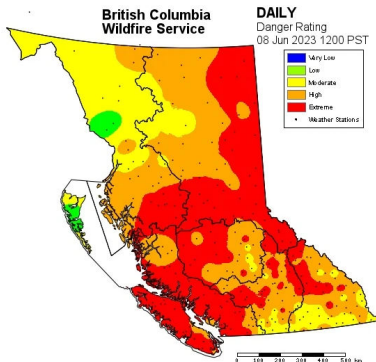 British Columbia
Wildfire Service
DAILY
Danger Rating
08 Jun 2023 1200 PST
Very Low
Low
Moderate
High
Extreme
Weather Stations
0 100 200 300 400 500 km